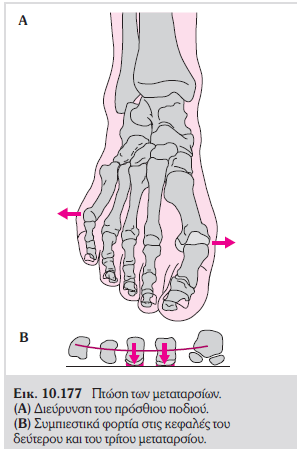 A
B
Εικ. 10.177 Πτώση των μεταταρσίων.
(A) Διεύρυνση του πρόσθιου ποδιού.
(B) Συμπιεστικά φορτία στις κεφαλές του
δεύτερου και του τρίτου μεταταρσίου.